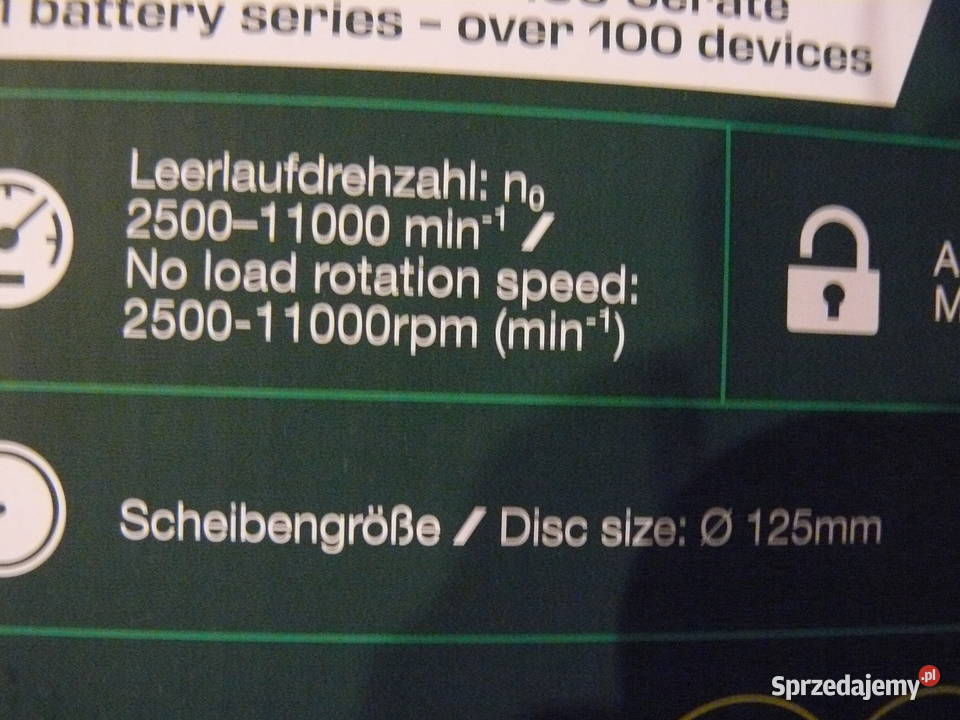 battery series – over 100 devices
Leerlaufdrehzahl: n₀
2500–11000 min⁻¹ /
No load rotation speed:
2500-11000rpm (min⁻¹)
A
M
Scheibengröße / Disc size: Ø 125mm
Sprzedajemy.pl